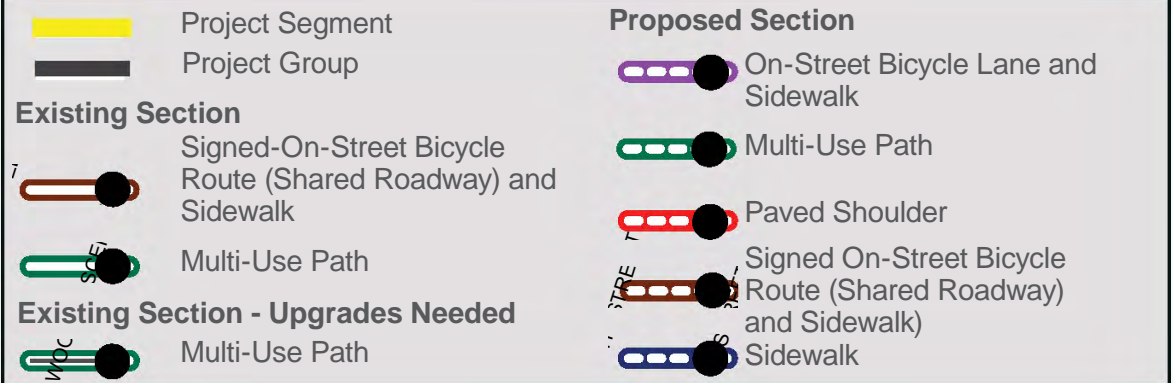 Project Segment
Project Group
Existing Section
Signed-On-Street Bicycle
Route (Shared Roadway) and
Sidewalk
Multi-Use Path
Existing Section - Upgrades Needed
Multi-Use Path
Proposed Section
On-Street Bicycle Lane and
Sidewalk
Multi-Use Path
Paved Shoulder
Signed On-Street Bicycle
Route (Shared Roadway)
and Sidewalk)
Sidewalk